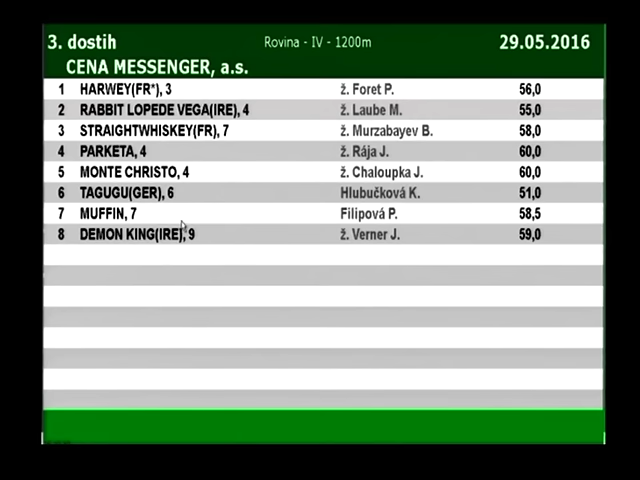 3. dostih Rovina - IV - 1200m 29.05.2016
CENA MESSENGER, a.s.
1 HARWEY(FR*), 3 ž. Foret P. 56,0
2 RABBIT LOPEDE VEGA(IRE), 4 ž. Laube M. 55,0
3 STRAIGHTWHISKEY(FR), 7 ž. Murzabayev B. 58,0
4 PARKETA, 4 ž. Rája J. 60,0
5 MONTE CHRISTO, 4 ž. Chaloupka J. 60,0
6 TAGUGU(GER), 6 Hlubučková K. 51,0
7 MUFFIN, 7 Filipová P. 58,5
8 DEMON KING(IRE), 9 ž. Verner J. 59,0